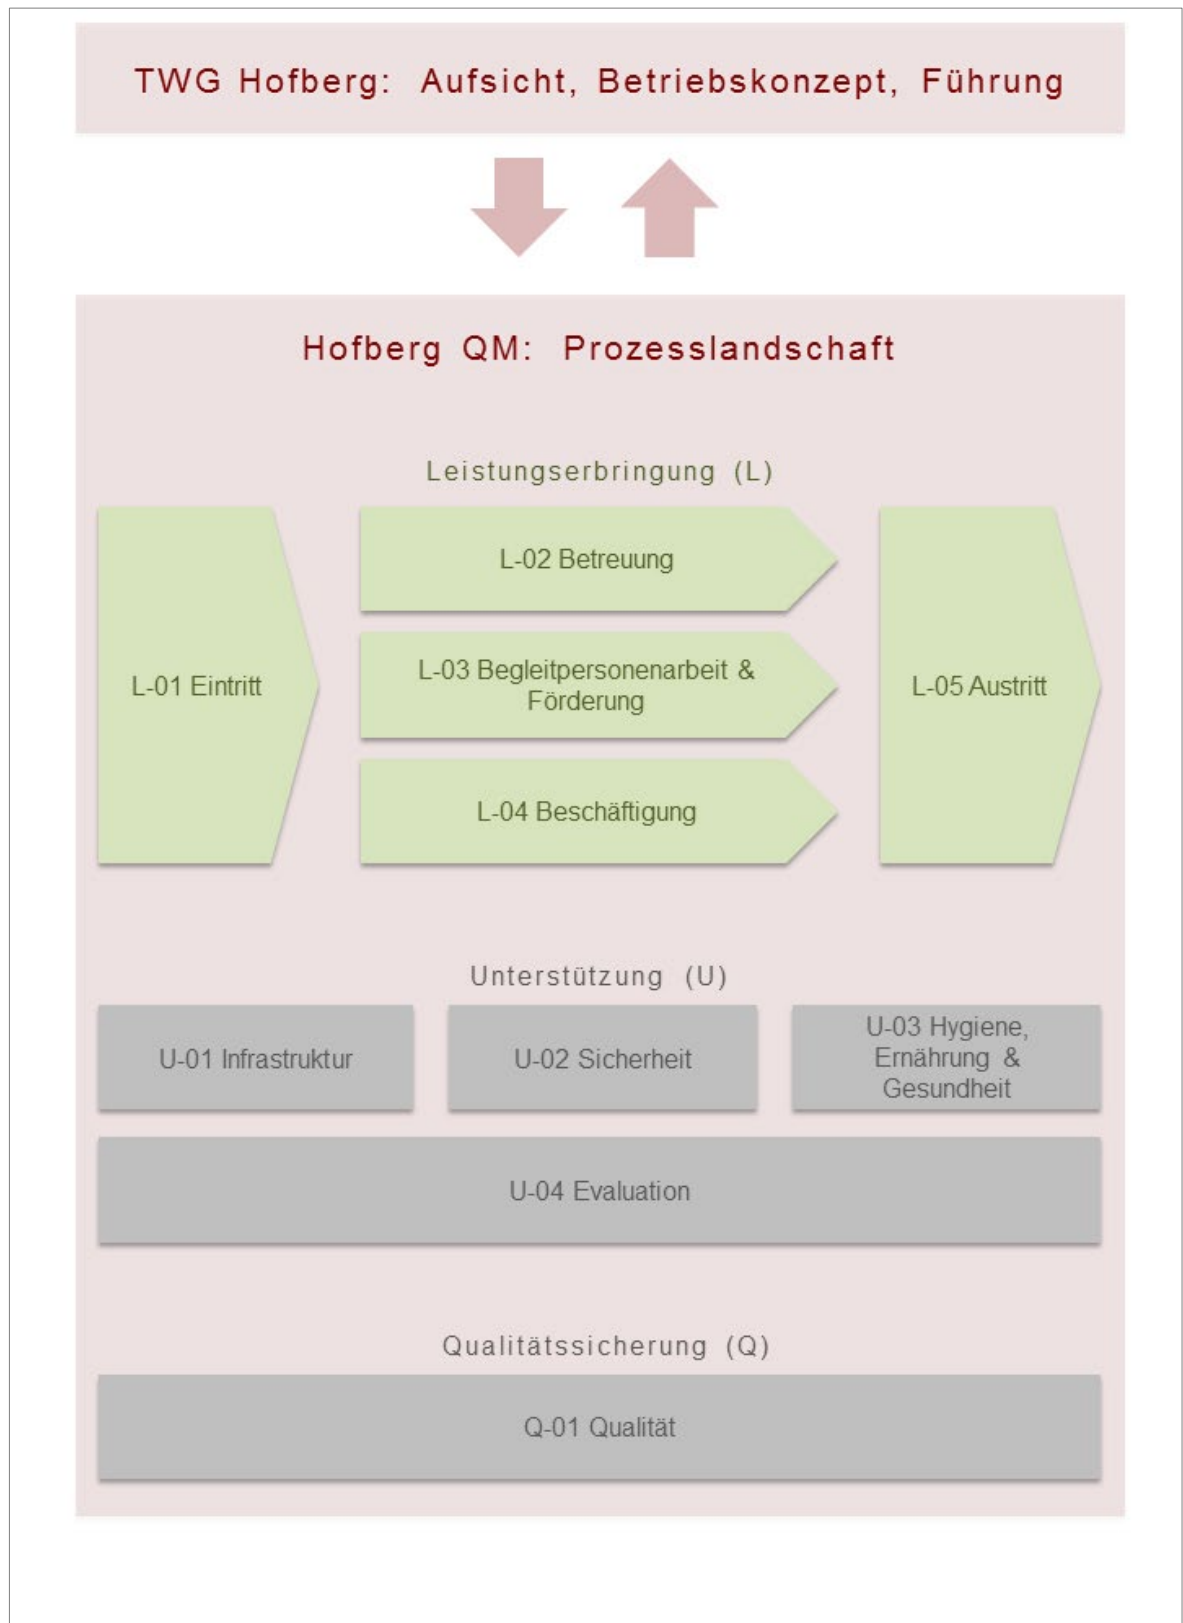 TWG Hofberg: Aufsicht, Betriebskonzept, Führung
Hofberg QM: Prozesslandschaft
Leistungserbringung (L)
L-01 Eintritt
L-02 Betreuung
L-03 Begleitpersonenarbeit &
Förderung
L-04 Beschäftigung
L-05 Austritt
Unterstützung (U)
U-01 Infrastruktur
U-02 Sicherheit
U-03 Hygiene,
Ernährung &
Gesundheit
U-04 Evaluation
Qualitätssicherung (Q)
Q-01 Qualität